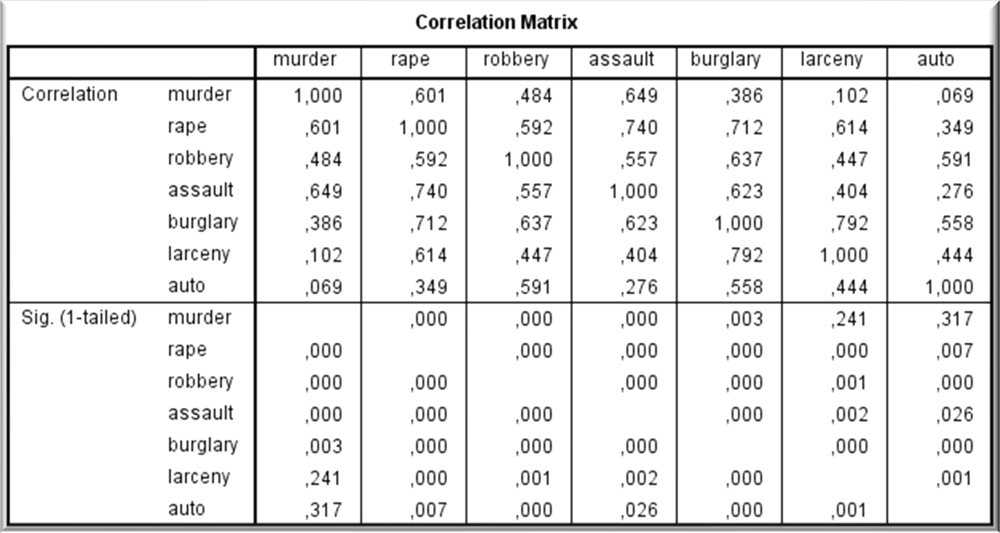 Correlation Matrix
murder rape robbery assault burglary larceny auto
Correlation murder 1,000 ,601 ,484 ,649 ,386 ,102 ,069
rape ,601 1,000 ,592 ,740 ,712 ,614 ,349
robbery ,484 ,592 1,000 ,557 ,637 ,447 ,591
assault ,649 ,740 ,557 1,000 ,623 ,404 ,276
burglary ,386 ,712 ,637 ,623 1,000 ,792 ,558
larceny ,102 ,614 ,447 ,404 ,792 1,000 ,444
auto ,069 ,349 ,591 ,276 ,558 ,444 1,000
Sig. (1-tailed) murder ,000 ,000 ,000 ,003 ,241 ,317
rape ,000 ,000 ,000 ,000 ,000 ,007
robbery ,000 ,000 ,000 ,000 ,001 ,000
assault ,000 ,000 ,000 ,000 ,002 ,026
burglary ,003 ,000 ,000 ,000 ,000 ,000
larceny ,241 ,000 ,001 ,002 ,000 ,001
auto ,317 ,007 ,000 ,026 ,000 ,001